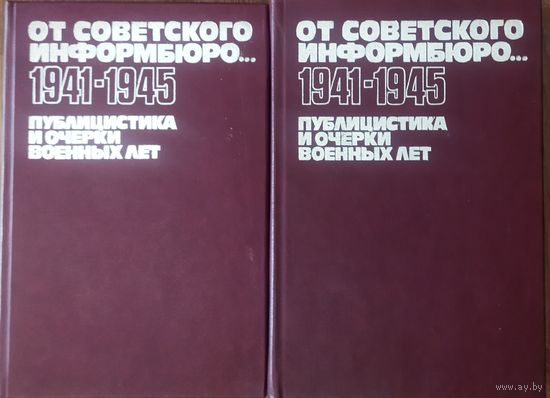 ОТ СОВЕТСКОГО
ИНФОРМБЮРО...
1941-1945
ПУБЛИЦИСТИКА
И ОЧЕРКИ
ВОЕННЫХ ЛЕТ
ОТ СОВЕТСКОГО
ИНФОРМБЮРО...
1941-1945
ПУБЛИЦИСТИКА
И ОЧЕРКИ
ВОЕННЫХ ЛЕТ
www.ay.by